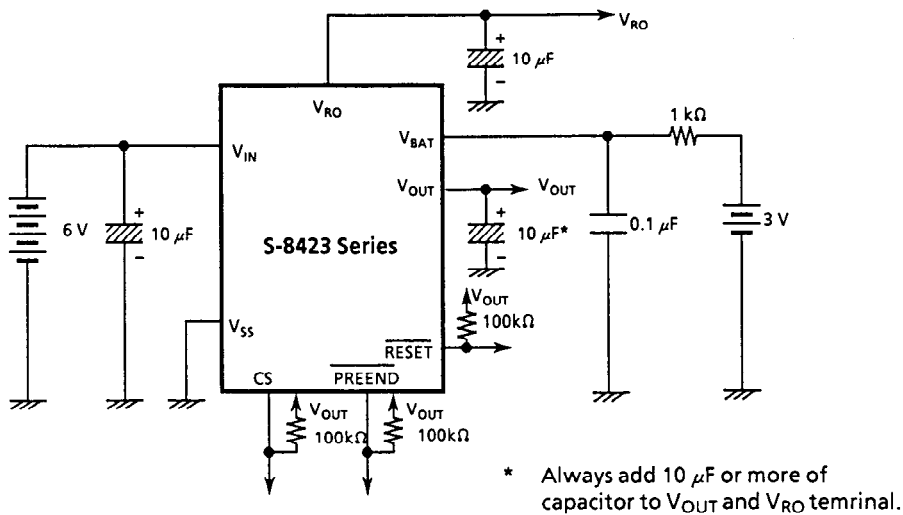 V_RO
10 μF
+
−
V_RO
V_IN
V_BAT
1 kΩ
V_OUT
V_OUT
6 V
+
10 μF
−
S-8423 Series
+
10 μF*
−
0.1 μF
3 V
V_OUT
100kΩ
V_SS
RESET
CS
PREEND
V_OUT
100kΩ
V_OUT
100kΩ
* Always add 10 μF or more of
capacitor to V_OUT and V_RO temrinal.